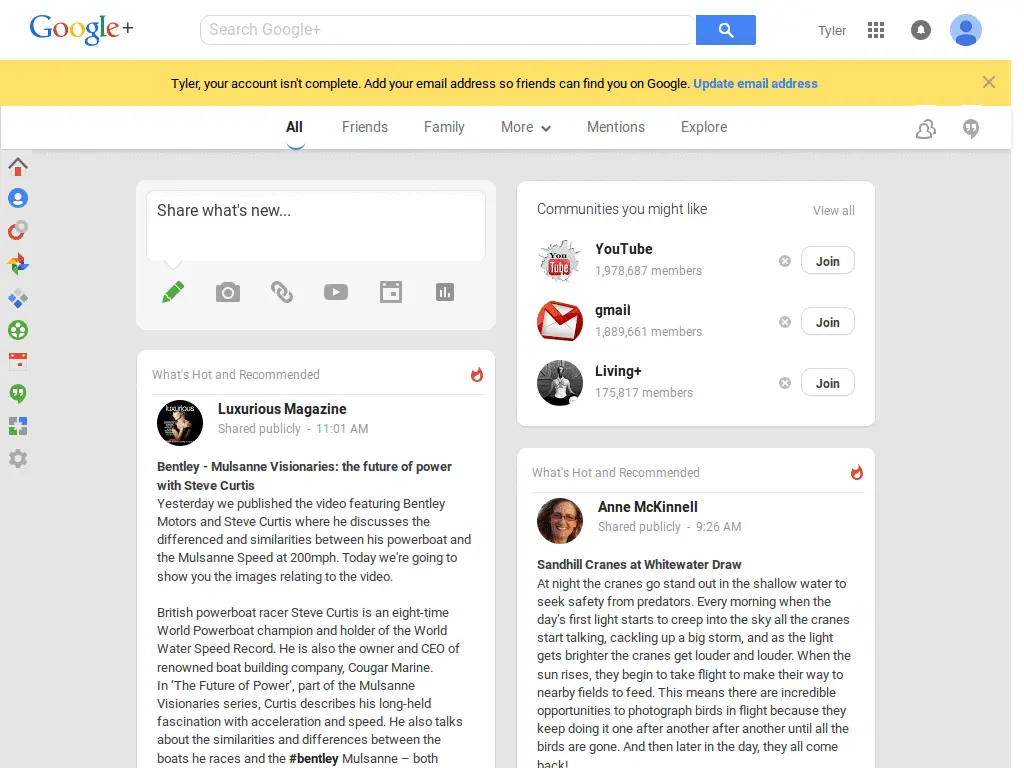 Google+
Search Google+
Tyler
Tyler, your account isn't complete. Add your email address so friends can find you on Google. Update email address
All Friends Family More Mentions Explore
Share what's new...
What's Hot and Recommended
LUXURIOUS
Luxurious Magazine
Shared publicly - 11:01 AM
Bentley - Mulsanne Visionaries: the future of power
with Steve Curtis
Yesterday we published the video featuring Bentley
Motors and Steve Curtis where he discusses the
differenced and similarities between his powerboat and
the Mulsanne Speed at 200mph. Today we're going to
show you the images relating to the video.
British powerboat racer Steve Curtis is an eight-time
World Powerboat champion and holder of the World
Water Speed Record. He is also the owner and CEO of
renowned boat building company, Cougar Marine.
In ‘The Future of Power’, part of the Mulsanne
Visionaries series, Curtis describes his long-held
fascination with acceleration and speed. He also talks
about the similarities and differences between the
boats he races and the #bentley Mulsanne – both
Communities you might like
View all
You
Tube
YouTube
1,978,687 members
Join
gmail
1,889,661 members
Join
Living+
175,817 members
Join
What's Hot and Recommended
Anne McKinnell
Shared publicly - 9:26 AM
Sandhill Cranes at Whitewater Draw
At night the cranes go stand out in the shallow water to
seek safety from predators. Every morning when the
day’s first light starts to creep into the sky all the cranes
start talking, cackling up a big storm, and as the light
gets brighter the cranes get louder and louder. When the
sun rises, they begin to take flight to make their way to
nearby fields to feed. This means there are incredible
opportunities to photograph birds in flight because they
keep doing it one after another after another until all the
birds are gone. And then later in the day, they all come
back!